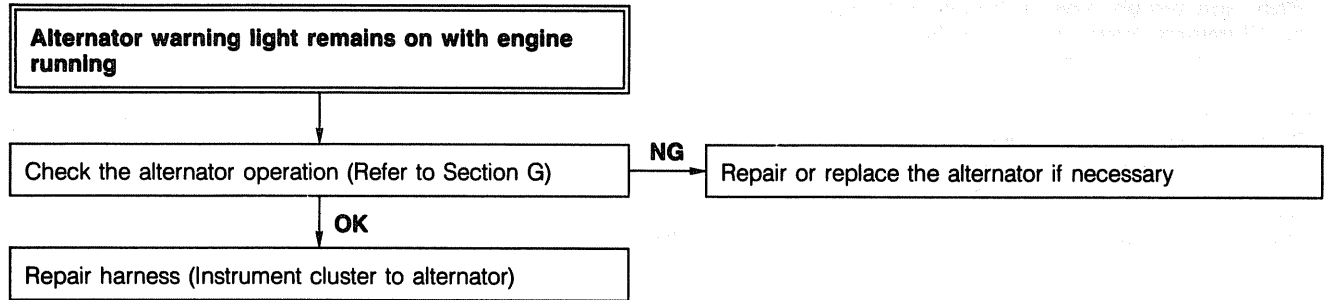 Alternator warning light remains on with engine
running
Check the alternator operation (Refer to Section G)
NG
Repair or replace the alternator if necessary
OK
Repair harness (Instrument cluster to alternator)